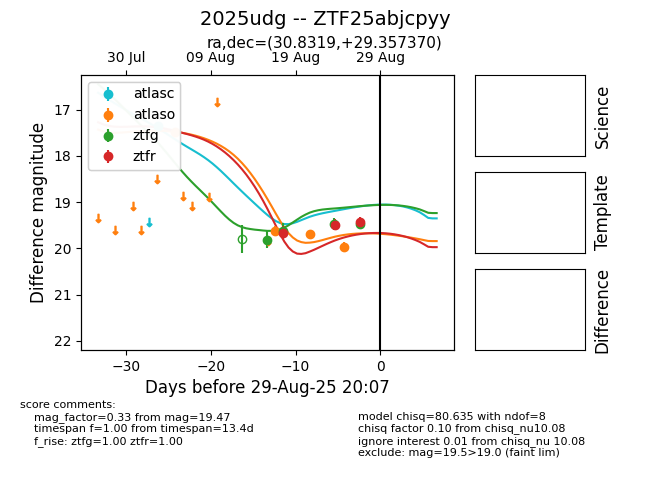 2025udg -- ZTF25abjcpyy
ra,dec=(30.8319,+29.357370)
30 Jul 09 Aug 19 Aug 29 Aug
atlasc
atlaso
ztfg
ztfr
17
18
19
20
21
22
Difference magnitude
−30 −20 −10 0
Days before 29-Aug-25 20:07
Science
Template
Difference
score comments:
mag_factor=0.33 from mag=19.47
timespan f=1.00 from timespan=13.4d
f_rise: ztfg=1.00 ztfr=1.00
model chisq=80.635 with ndof=8
chisq factor 0.10 from chisq_nu10.08
ignore interest 0.01 from chisq_nu 10.08
exclude: mag=19.5>19.0 (faint lim)